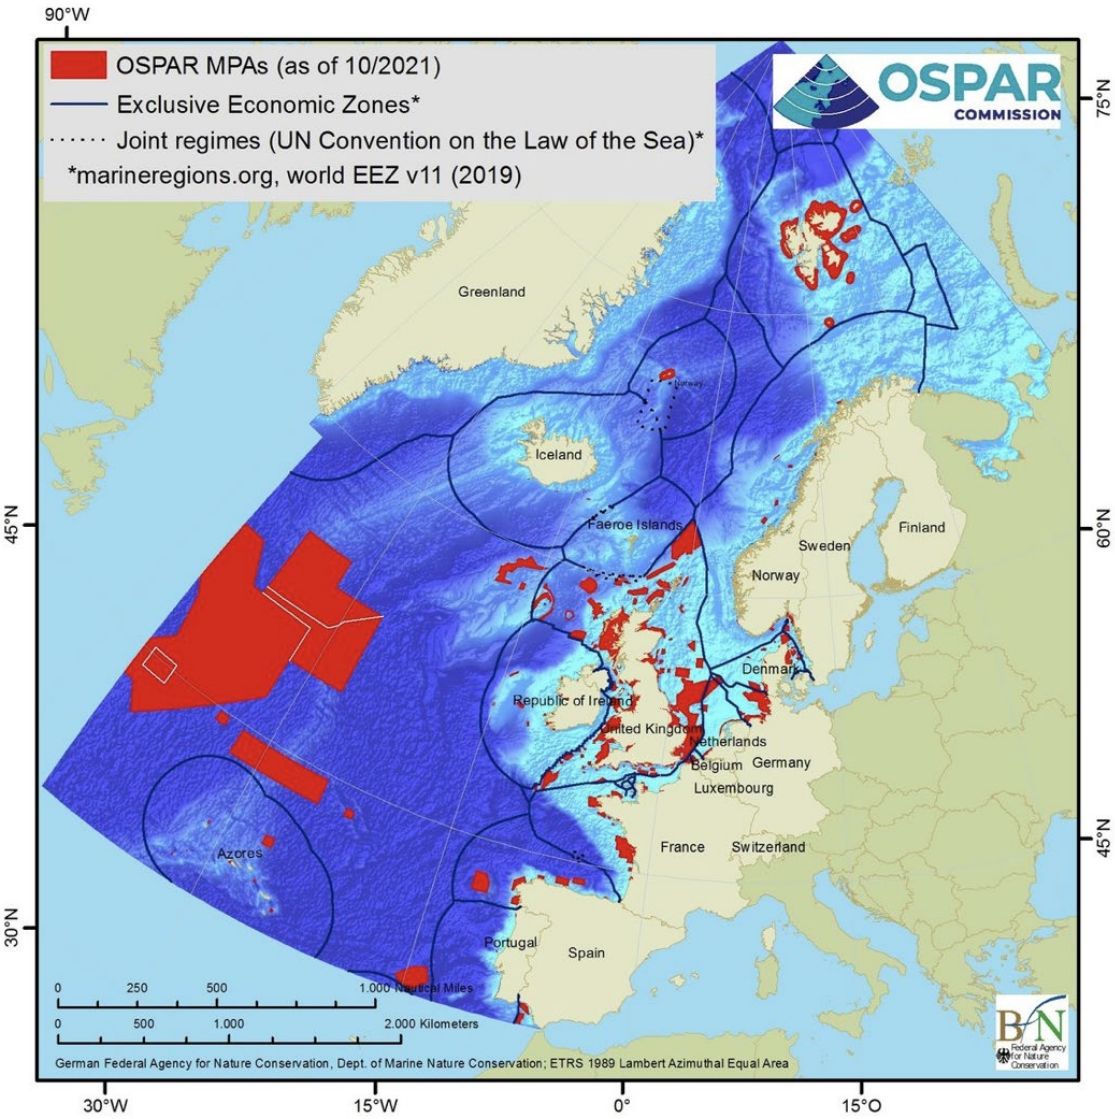 90°W
OSPAR MPAs (as of 10/2021)
Exclusive Economic Zones*
Joint regimes (UN Convention on the Law of the Sea)*
*marineregions.org, world EEZ v11 (2019)
OSPAR
COMMISSION
75°N
Greenland
Norway
Iceland
45°N
Faeroe Islands
60°N
Finland
Sweden
Norway
Denmark
Republic of Ireland
United Kingdom
Netherlands
Belgium
Germany
Luxembourg
France
Switzerland
45°N
Azores
30°N
Portugal
Spain
0 250 500 1.000 Nautical Miles
0 500 1.000 2.000 Kilometers
BfN
Federal Agency
for Nature
Conservation
German Federal Agency for Nature Conservation, Dept. of Marine Nature Conservation; ETRS 1989 Lambert Azimuthal Equal Area
30°W
15°W
0°
15°O